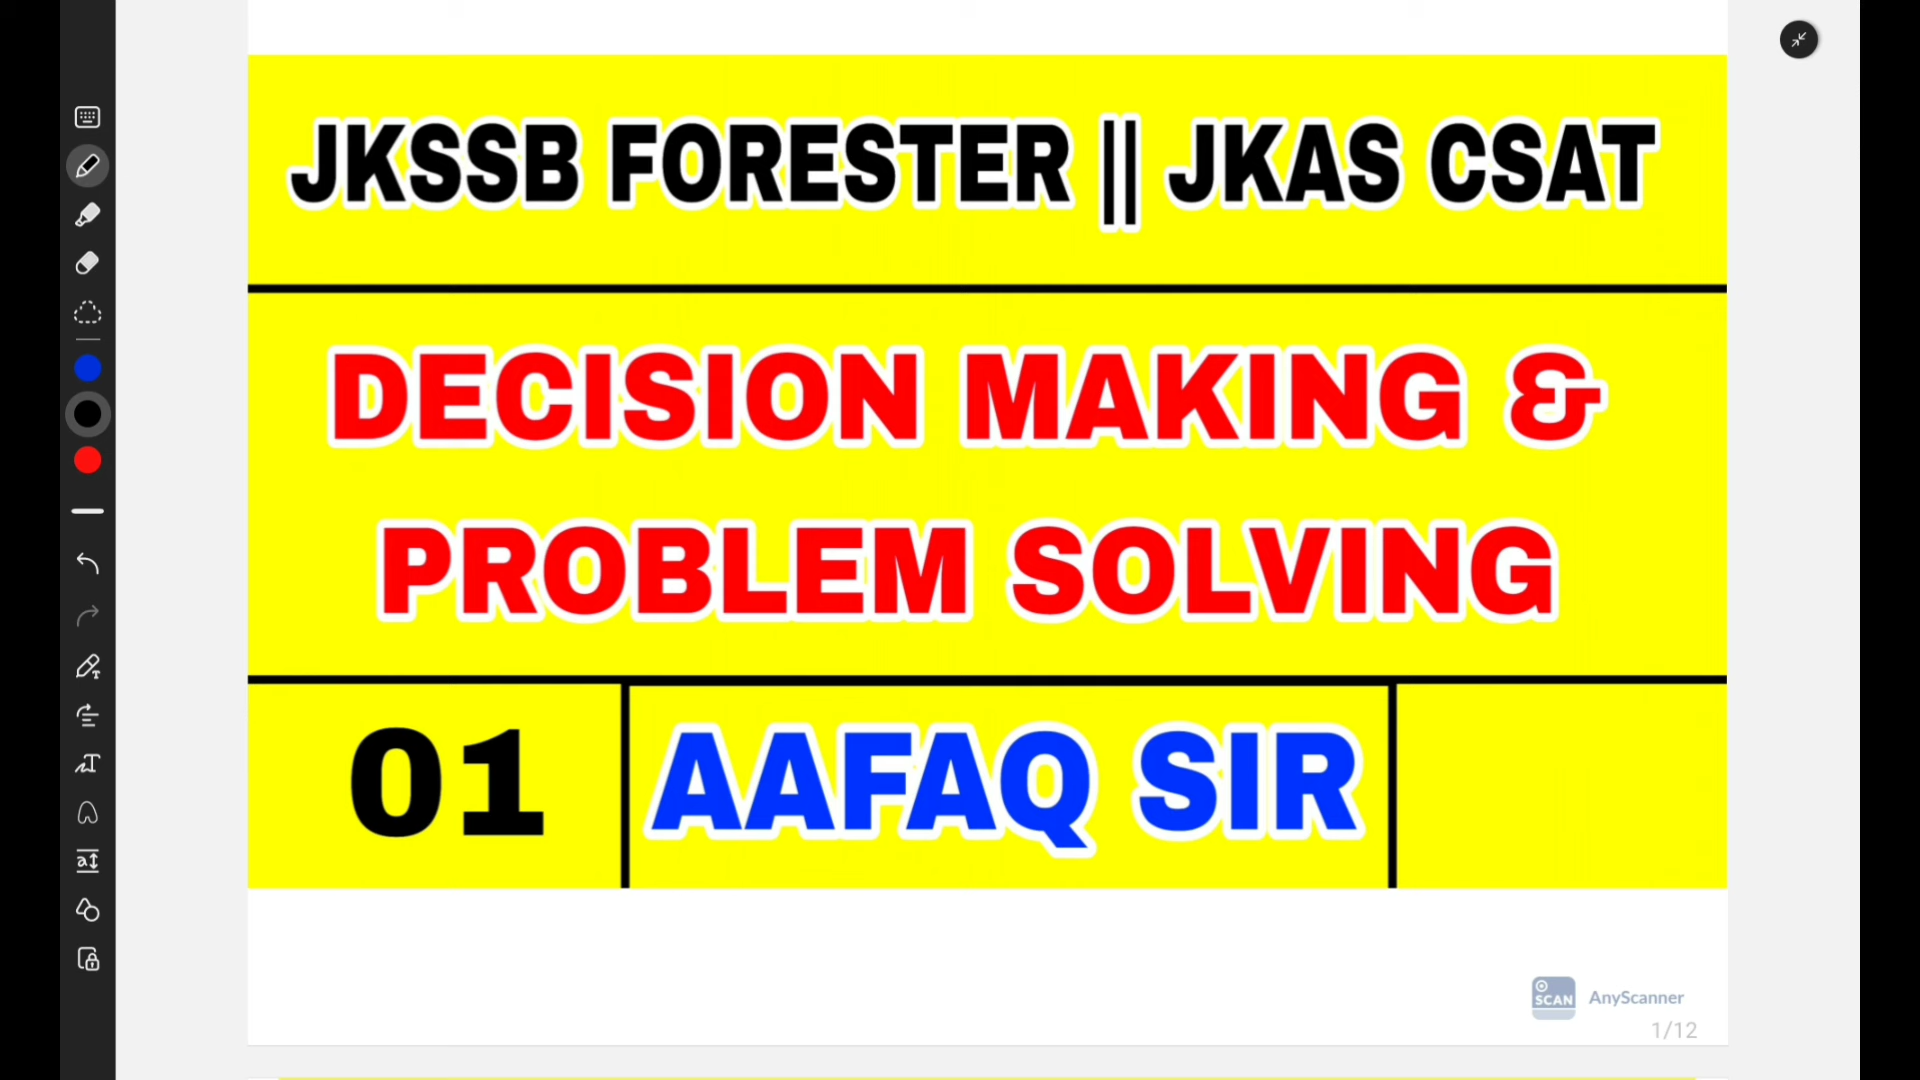 JKSSB FORESTER || JKAS CSAT
DECISION MAKING &
PROBLEM SOLVING
01 AAFAQ SIR
SCAN AnyScanner
1/12